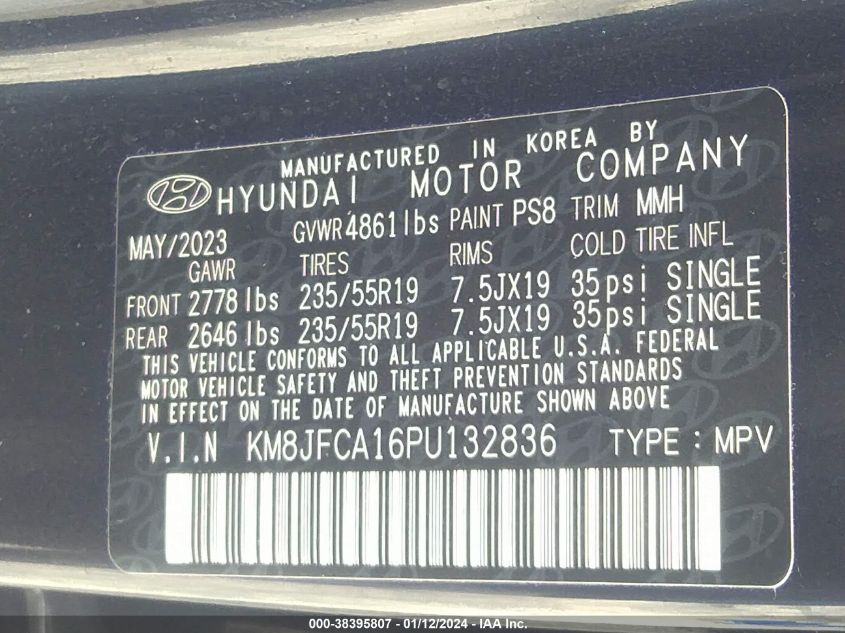 MANUFACTURED IN KOREA BY
HYUNDAI MOTOR COMPANY
MAY/2023 GVWR 4861 lbs PAINT PS8 TRIM MMH
GAWR TIRES RIMS COLD TIRE INFL
FRONT 2778 lbs 235/55R19 7.5JX19 35psi SINGLE
REAR 2646 lbs 235/55R19 7.5JX19 35psi SINGLE
THIS VEHICLE CONFORMS TO ALL APPLICABLE U.S.A. FEDERAL
MOTOR VEHICLE SAFETY AND THEFT PREVENTION STANDARDS
IN EFFECT ON THE DATE OF MANUFACTURE SHOWN ABOVE
V.I.N KM8JFCA16PU132836 TYPE : MPV
000-38395807 - 01/12/2024 - IAA Inc.